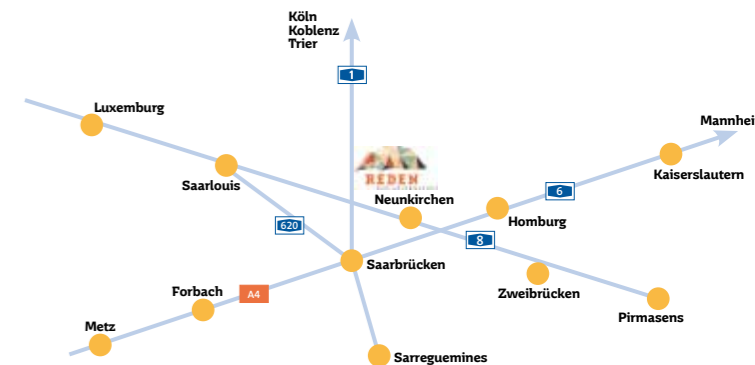 Köln
Koblenz
Trier
1
Luxemburg
Mannhei
Kaiserslautern
REDEN
Saarlouis
Neunkirchen
6
Homburg
620
8
Saarbrücken
Forbach
A4
Zweibrücken
Pirmasens
Metz
Sarreguemines